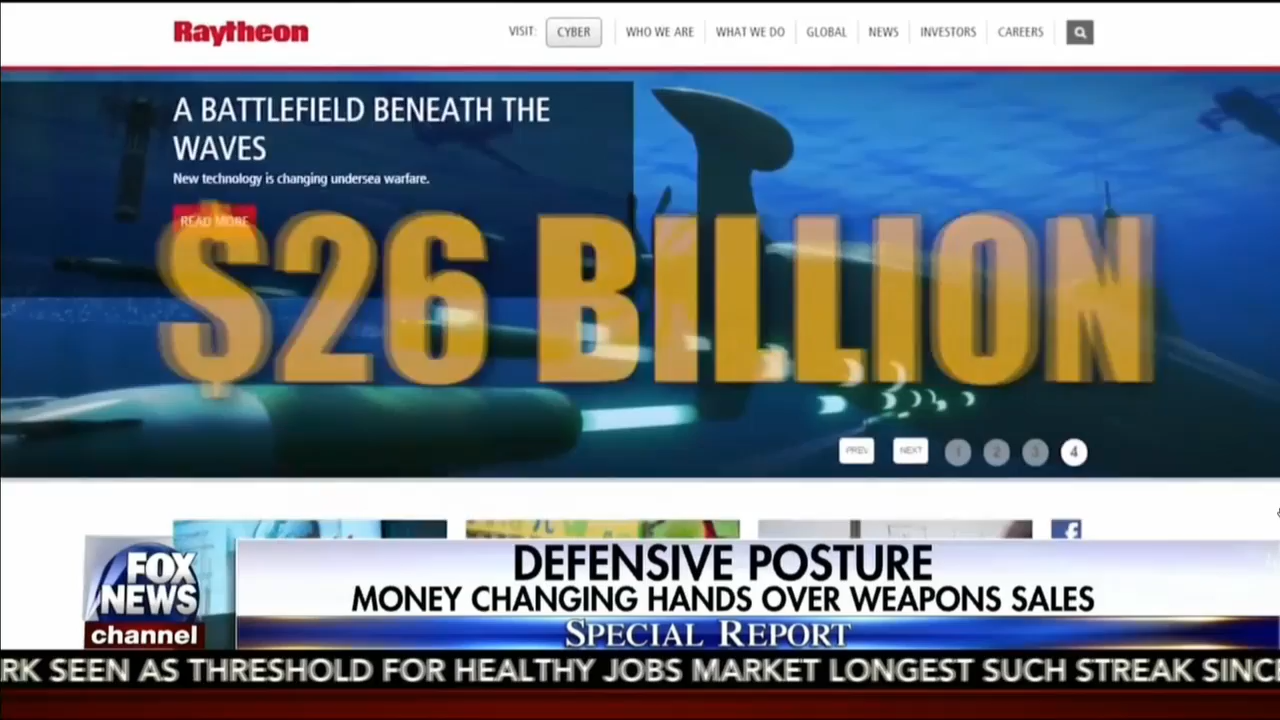 Raytheon
VISIT: CYBER WHO WE ARE WHAT WE DO GLOBAL NEWS INVESTORS CAREERS
A BATTLEFIELD BENEATH THE
WAVES
New technology is changing undersea warfare.
READ MORE
$26 BILLION
PREV NEXT 1 2 3 4
f
FOX
NEWS
channel
DEFENSIVE POSTURE
MONEY CHANGING HANDS OVER WEAPONS SALES
SPECIAL REPORT
RK SEEN AS THRESHOLD FOR HEALTHY JOBS MARKET LONGEST SUCH STREAK SINC